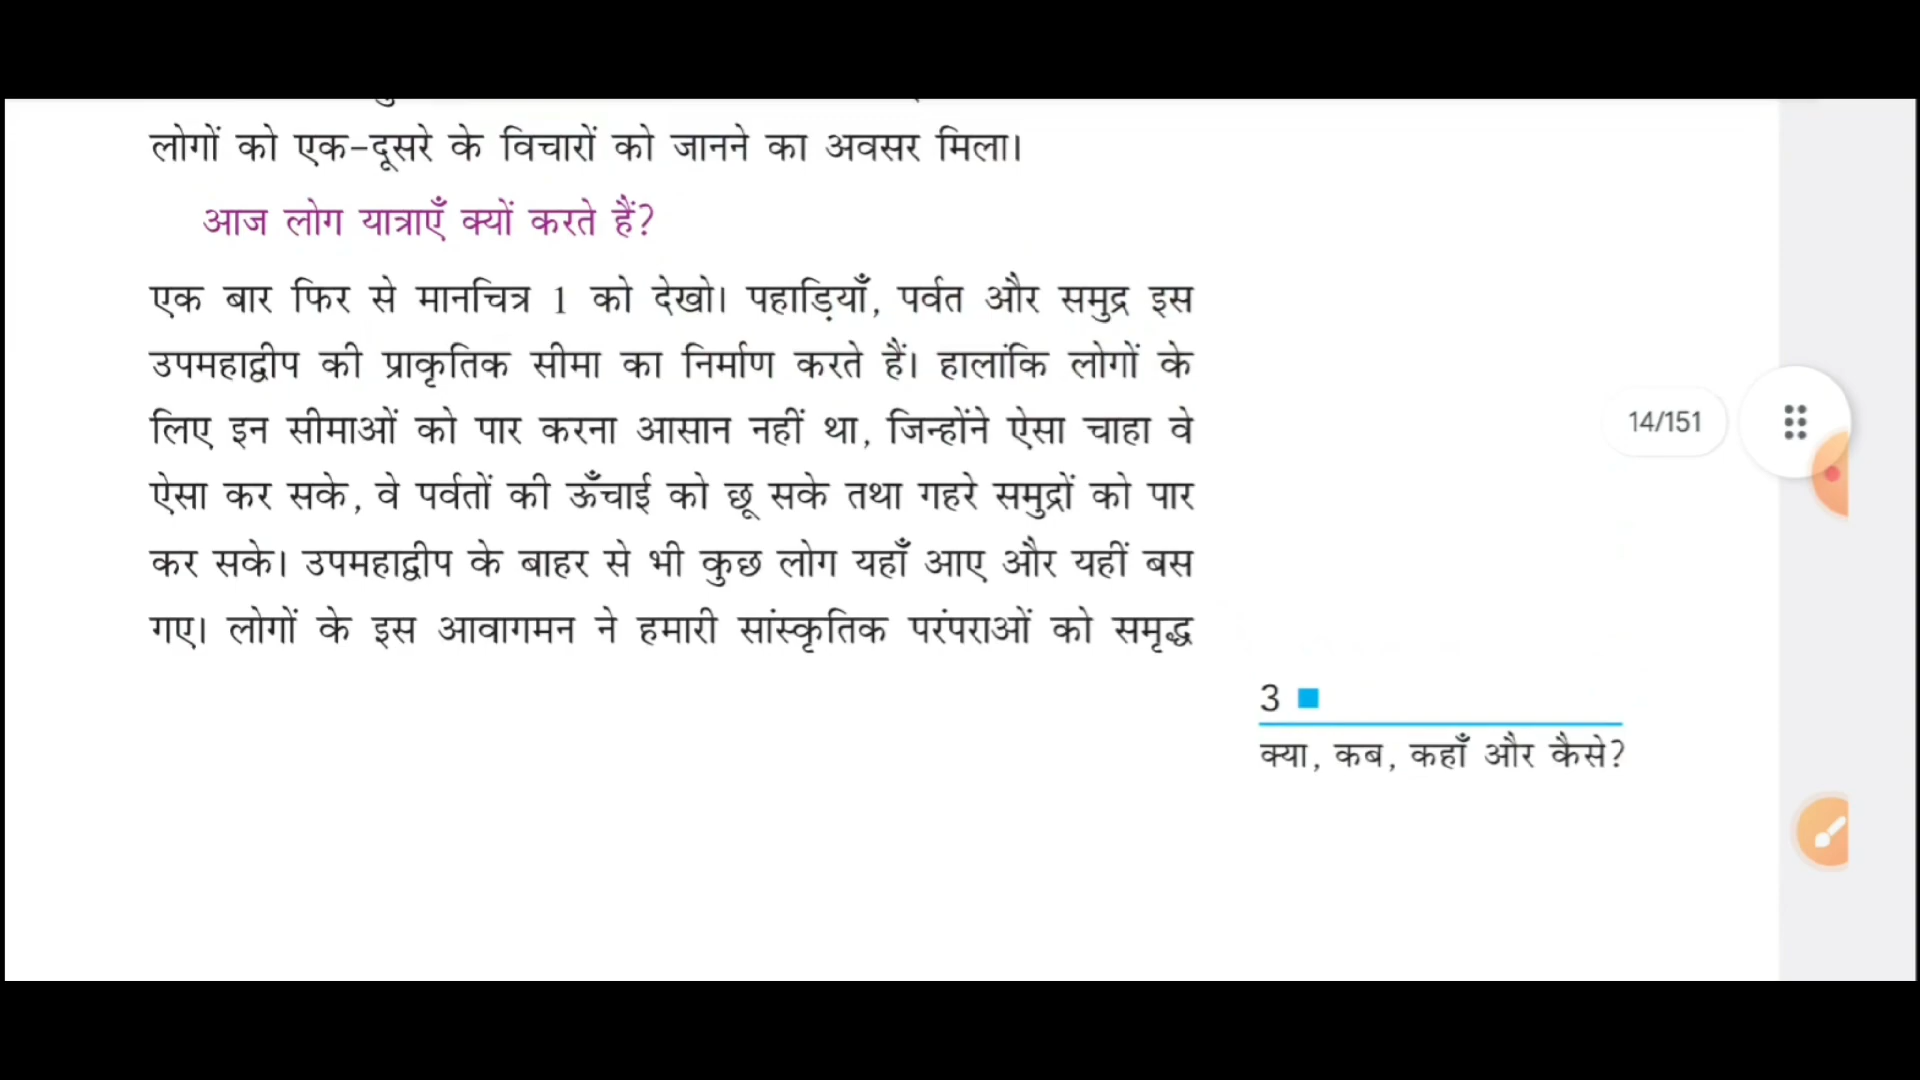 लोगों को एक-दूसरे के विचारों को जानने का अवसर मिला।
आज लोग यात्राएँ क्यों करते हैं?
एक बार फिर से मानचित्र 1 को देखो। पहाड़ियाँ, पर्वत और समुद्र इस
उपमहाद्वीप की प्राकृतिक सीमा का निर्माण करते हैं। हालांकि लोगों के
लिए इन सीमाओं को पार करना आसान नहीं था, जिन्होंने ऐसा चाहा वे
ऐसा कर सके, वे पर्वतों की ऊँचाई को छू सके तथा गहरे समुद्रों को पार
कर सके। उपमहाद्वीप के बाहर से भी कुछ लोग यहाँ आए और यहीं बस
गए। लोगों के इस आवागमन ने हमारी सांस्कृतिक परंपराओं को समृद्ध
14/151
3
क्या, कब, कहाँ और कैसे?